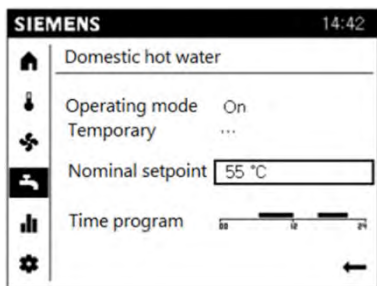 SIEMENS 14:42
Domestic hot water
Operating mode On
Temporary ...
Nominal setpoint 55 °C
Time program
00 12 24